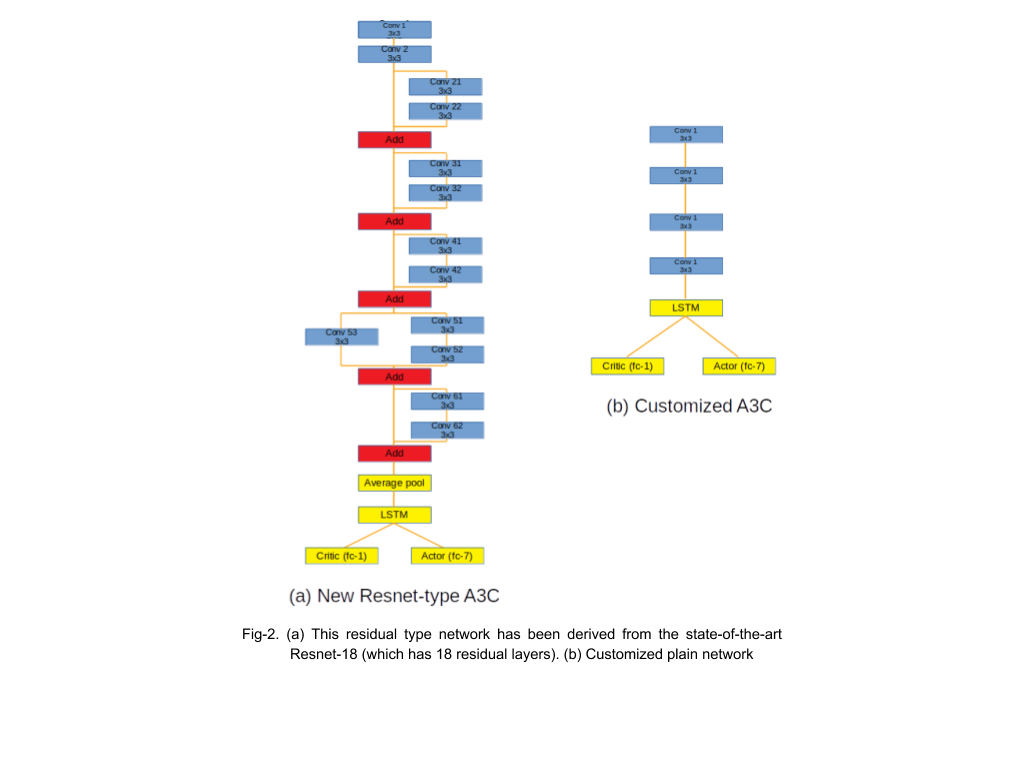 Conv 1
3x3
Conv 2
3x3
Conv 21
3x3
Conv 22
3x3
Add
Conv 31
3x3
Conv 32
3x3
Add
Conv 41
3x3
Conv 42
3x3
Add
Conv 53
3x3
Conv 51
3x3
Conv 52
3x3
Add
Conv 61
3x3
Conv 62
3x3
Add
Average pool
LSTM
Critic (fc-1)
Actor (fc-7)
(a) New Resnet-type A3C
Conv 1
3x3
Conv 1
3x3
Conv 1
3x3
Conv 1
3x3
LSTM
Critic (fc-1)
Actor (fc-7)
(b) Customized A3C
Fig-2. (a) This residual type network has been derived from the state-of-the-art
Resnet-18 (which has 18 residual layers). (b) Customized plain network